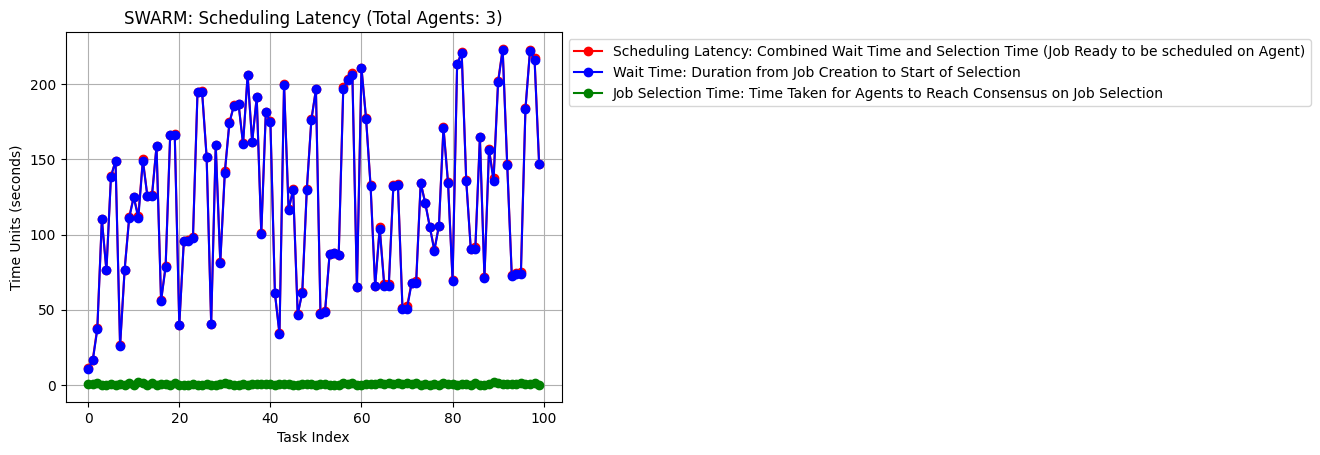 SWARM: Scheduling Latency (Total Agents: 3)
Scheduling Latency: Combined Wait Time and Selection Time (Job Ready to be scheduled on Agent)
Wait Time: Duration from Job Creation to Start of Selection
Job Selection Time: Time Taken for Agents to Reach Consensus on Job Selection
Time Units (seconds)
200
150
100
50
0
0 20 40 60 80 100
Task Index